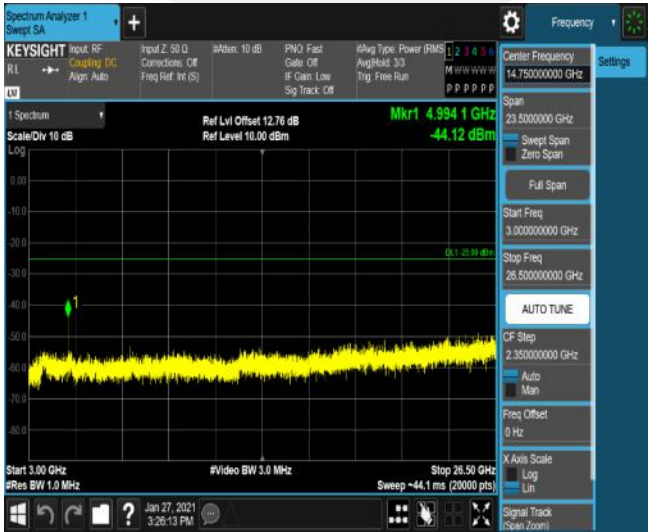 Spectrum Analyzer 1
Swept SA
+
Frequency
KEYSIGHT
RL
Input: RF
Coupling: DC
Align: Auto
Input Z: 50 Ω
Corrections: Off
Freq Ref: Int (S)
#Atten: 10 dB
PNO: Fast
Gate: Off
IF Gain: Low
Sig Track: Off
#Avg Type: Power (RMS
Avg|Hold: 3/3
Trig: Free Run
1 2 3 4 5 6
M W W W W W
P P P P P P
1 Spectrum
Scale/Div 10 dB
Log
Ref Lvl Offset 12.76 dB
Ref Level 10.00 dBm
Mkr1 4.994 1 GHz
-44.12 dBm
0.00
-10.0
-20.0
-30.0
-40.0
-50.0
-60.0
-70.0
-80.0
1
Start 3.00 GHz
#Res BW 1.0 MHz
#Video BW 3.0 MHz
Stop 26.50 GHz
Sweep ~44.1 ms (20000 pts)
Center Frequency
14.750000000 GHz
Settings
Span
23.5000000 GHz
Swept Span
Zero Span
Full Span
Start Freq
3.000000000 GHz
Stop Freq
26.500000000 GHz
AUTO TUNE
CF Step
2.350000000 GHz
Auto
Man
Freq Offset
0 Hz
X Axis Scale
Log
Lin
Signal Track
(Span Zoom)
?
Jan 27, 2021
3:26:13 PM